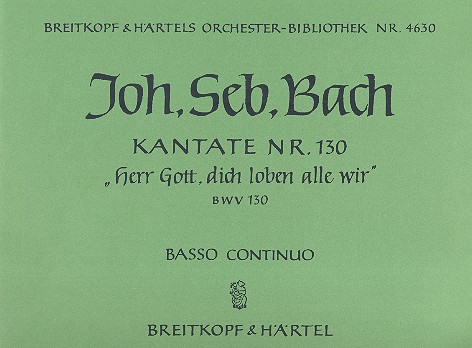 BREITKOPF & HÄRTELS ORCHESTER-BIBLIOTHEK NR. 4630
Joh. Seb. Bach
KANTATE NR. 130
„Herr Gott, dich loben alle wir"
BWV 130
BASSO CONTINUO
BREITKOPF & HÄRTEL